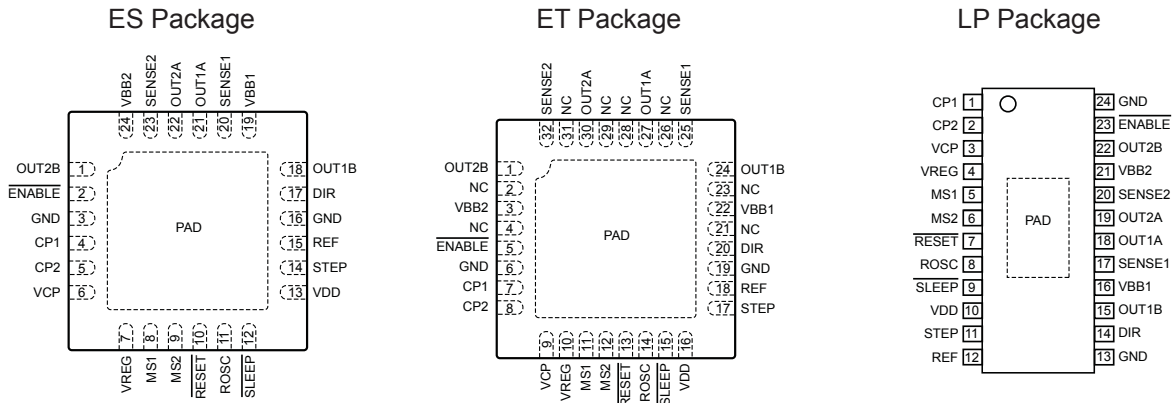 ES Package
VBB2
SENSE2
OUT2A
OUT1A
SENSE1
VBB1
24
23
22
21
20
19
OUT2B 1
ENABLE 2
GND 3
CP1 4
CP2 5
VCP 6
PAD
18 OUT1B
17 DIR
16 GND
15 REF
14 STEP
13 VDD
7
8
9
10
11
12
VREG
MS1
MS2
RESET
ROSC
SLEEP
ET Package
SENSE2
NC
OUT2A
NC
NC
OUT1A
NC
SENSE1
32
31
30
29
28
27
26
25
OUT2B 1
NC 2
VBB2 3
NC 4
ENABLE 5
GND 6
CP1 7
CP2 8
PAD
24 OUT1B
23 NC
22 VBB1
21 NC
20 DIR
19 GND
18 REF
17 STEP
9
10
11
12
13
14
15
16
VCP
VREG
MS1
MS2
RESET
ROSC
SLEEP
VDD
LP Package
CP1 1
CP2 2
VCP 3
VREG 4
MS1 5
MS2 6
RESET 7
ROSC 8
SLEEP 9
VDD 10
STEP 11
REF 12
PAD
24 GND
23 ENABLE
22 OUT2B
21 VBB2
20 SENSE2
19 OUT2A
18 OUT1A
17 SENSE1
16 VBB1
15 OUT1B
14 DIR
13 GND